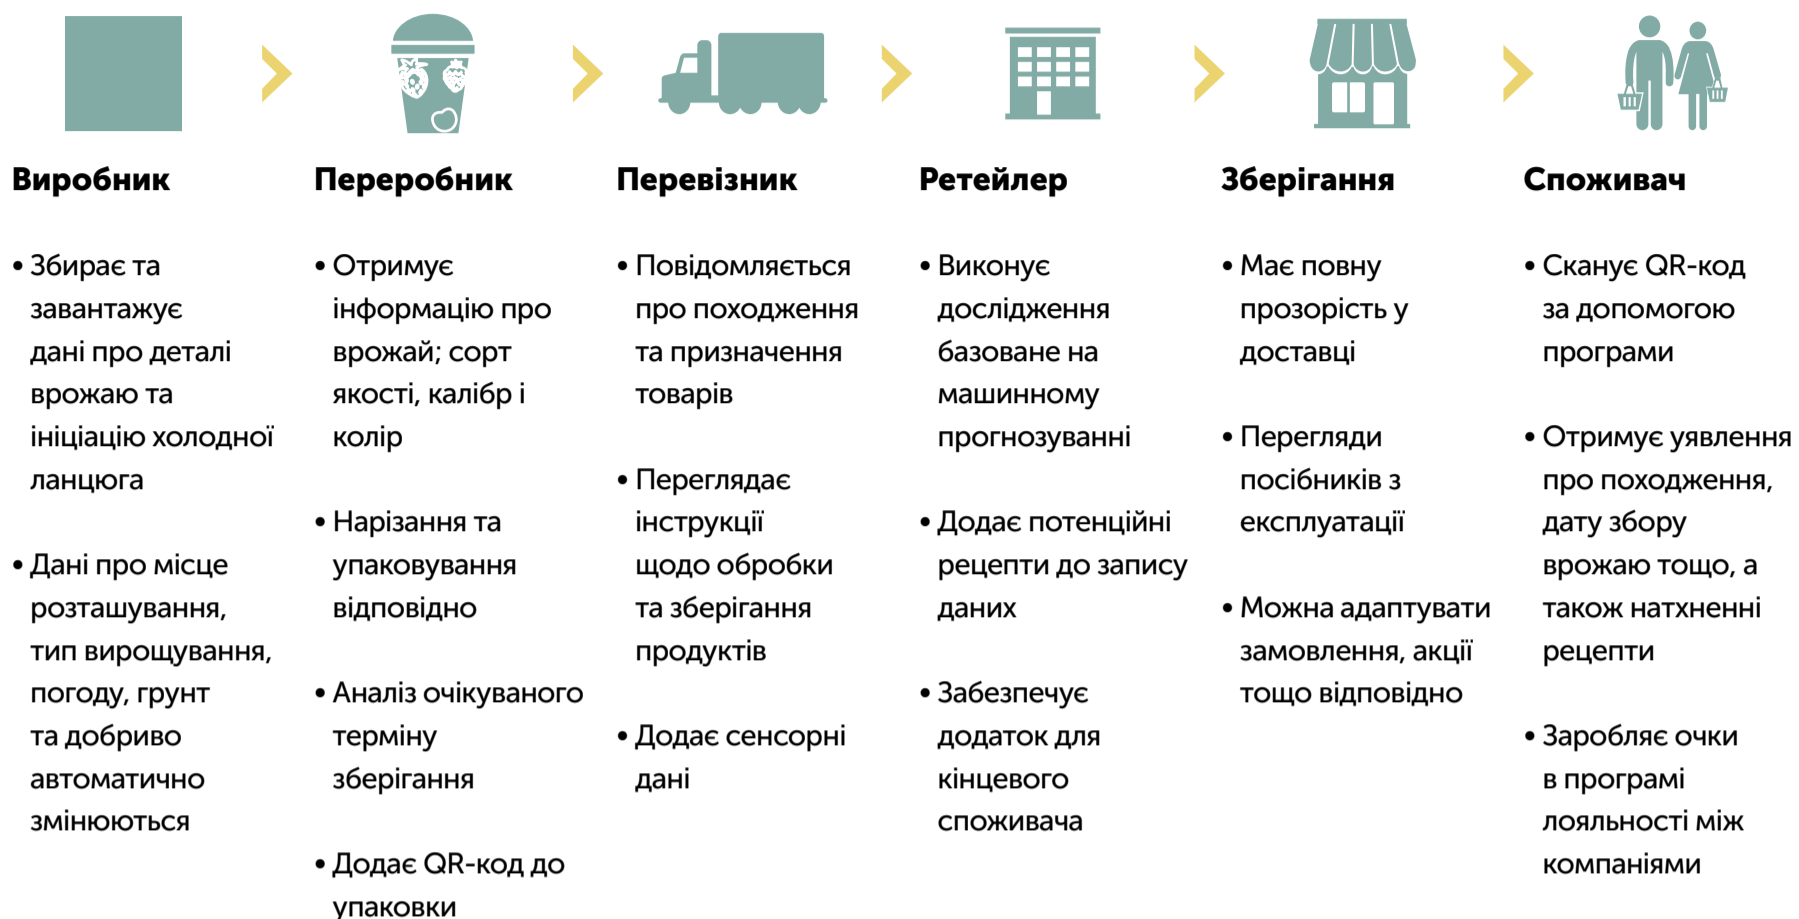 Виробник
• Збирає та
завантажує
дані про деталі
врожаю та
ініціацію холодної
ланцюга
• Дані про місце
розташування,
тип вирощування,
погоду, грунт
та добриво
автоматично
змінюються
Переробник
• Отримує
інформацію про
врожай; сорт
якості, калібр і
колір
• Нарізання та
упаковування
відповідно
• Аналіз очікуваного
терміну
зберігання
• Додає QR-код до
упаковки
Перевізник
• Повідомляється
про походження
та призначення
товарів
• Переглядає
інструкції
щодо обробки
та зберігання
продуктів
• Додає сенсорні
дані
Ретейлер
• Виконує
дослідження
базоване на
машинному
прогнозуванні
• Додає потенційні
рецепти до запису
даних
• Забезпечує
додаток для
кінцевого
споживача
Зберігання
• Має повну
прозорість у
доставці
• Перегляди
посібників з
експлуатації
• Можна адаптувати
замовлення, акції
тощо відповідно
Споживач
• Сканує QR-код
за допомогою
програми
• Отримує уявлення
про походження,
дату збору
врожаю тощо, а
також натхненні
рецепти
• Заробляє очки
в програмі
лояльності між
компаніями